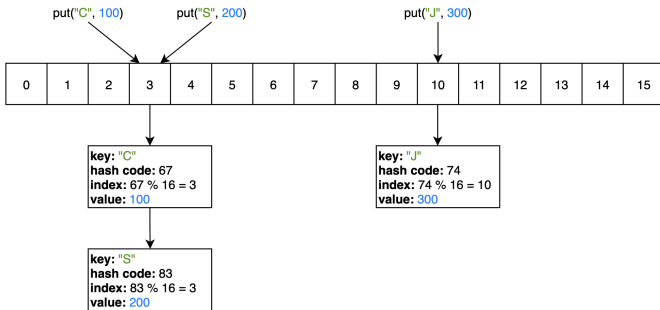 put("C", 100)
put("S", 200)
put("J", 300)
0 1 2 3 4 5 6 7 8 9 10 11 12 13 14 15
key: "C"
hash code: 67
index: 67 % 16 = 3
value: 100
key: "J"
hash code: 74
index: 74 % 16 = 10
value: 300
key: "S"
hash code: 83
index: 83 % 16 = 3
value: 200